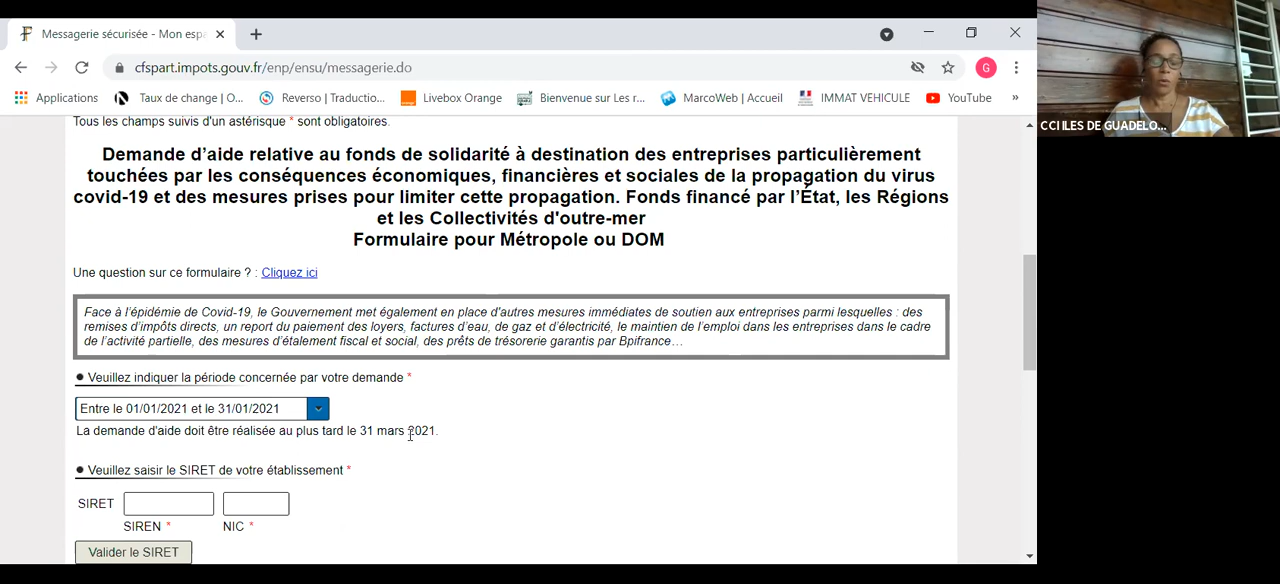 Messagerie sécurisée - Mon espa
cfspart.impots.gouv.fr/enp/ensu/messagerie.do
G
Applications
Taux de change | O...
Reverso | Traductio...
Livebox Orange
Bienvenue sur Les r...
MarcoWeb | Accueil
IMMAT VEHICULE
YouTube
»
CCI ILES DE GUADELO...
Tous les champs suivis d'un astérisque * sont obligatoires.
Demande d'aide relative au fonds de solidarité à destination des entreprises particulièrement
touchées par les conséquences économiques, financières et sociales de la propagation du virus
covid-19 et des mesures prises pour limiter cette propagation. Fonds financé par l'État, les Régions
et les Collectivités d'outre-mer
Formulaire pour Métropole ou DOM
Une question sur ce formulaire ? : Cliquez ici
Face à l'épidémie de Covid-19, le Gouvernement met également en place d'autres mesures immédiates de soutien aux entreprises parmi lesquelles : des
remises d'impôts directs, un report du paiement des loyers, factures d'eau, de gaz et d'électricité, le maintien de l'emploi dans les entreprises dans le cadre
de l'activité partielle, des mesures d'étalement fiscal et social, des prêts de trésorerie garantis par Bpifrance…
● Veuillez indiquer la période concernée par votre demande *
Entre le 01/01/2021 et le 31/01/2021
La demande d'aide doit être réalisée au plus tard le 31 mars 2021.
● Veuillez saisir le SIRET de votre établissement *
SIRET
SIREN * NIC *
Valider le SIRET